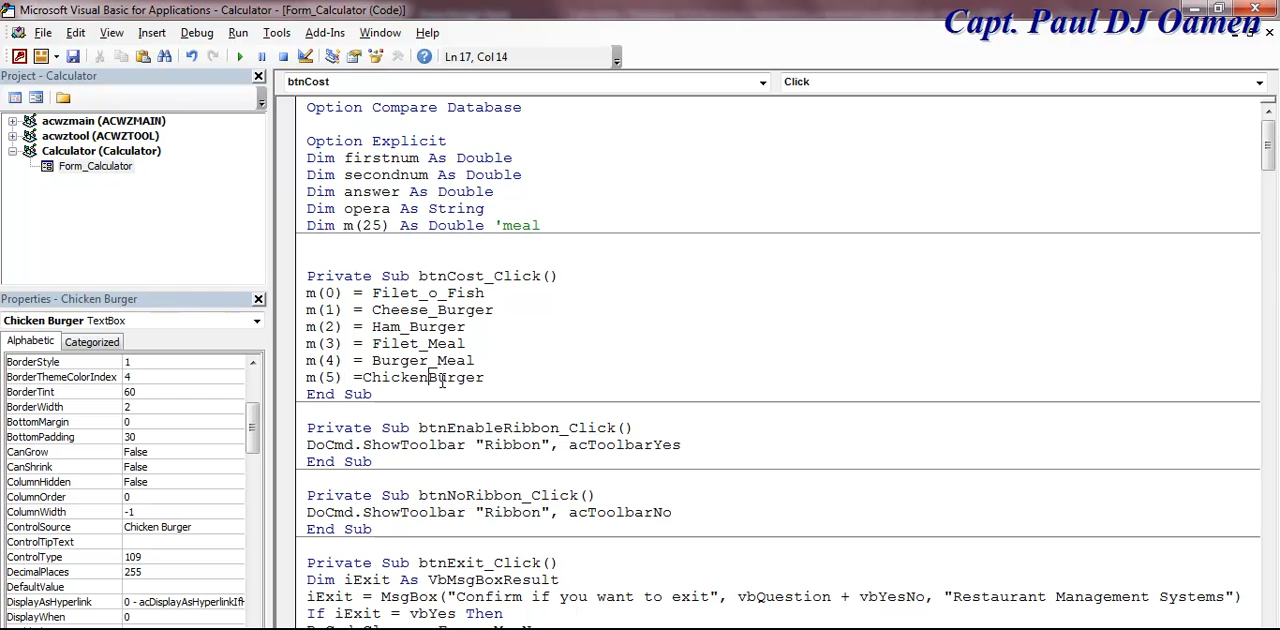 Microsoft Visual Basic for Applications - Calculator - [Form_Calculator (Code)]
Capt. Paul DJ Oamen
File Edit View Insert Debug Run Tools Add-Ins Window Help
Ln 17, Col 14
Project - Calculator
acwzmain (ACWZMAIN)
acwztool (ACWZTOOL)
Calculator (Calculator)
Form_Calculator
Properties - Chicken Burger
Chicken Burger TextBox
Alphabetic Categorized
BorderStyle 1
BorderThemeColorIndex 4
BorderTint 60
BorderWidth 2
BottomMargin 0
BottomPadding 30
CanGrow False
CanShrink False
ColumnHidden False
ColumnOrder 0
ColumnWidth -1
ControlSource Chicken Burger
ControlTipText
ControlType 109
DecimalPlaces 255
DefaultValue
DisplayAsHyperlink 0 - acDisplayAsHyperlinkIfH
DisplayWhen 0
btnCost Click
Option Compare Database
Option Explicit
Dim firstnum As Double
Dim secondnum As Double
Dim answer As Double
Dim opera As String
Dim m(25) As Double 'meal
Private Sub btnCost_Click()
m(0) = Filet_o_Fish
m(1) = Cheese_Burger
m(2) = Ham_Burger
m(3) = Filet_Meal
m(4) = Burger_Meal
m(5) =ChickenBurger
End Sub
Private Sub btnEnableRibbon_Click()
DoCmd.ShowToolbar "Ribbon", acToolbarYes
End Sub
Private Sub btnNoRibbon_Click()
DoCmd.ShowToolbar "Ribbon", acToolbarNo
End Sub
Private Sub btnExit_Click()
Dim iExit As VbMsgBoxResult
iExit = MsgBox("Confirm if you want to exit", vbQuestion + vbYesNo, "Restaurant Management Systems")
If iExit = vbYes Then